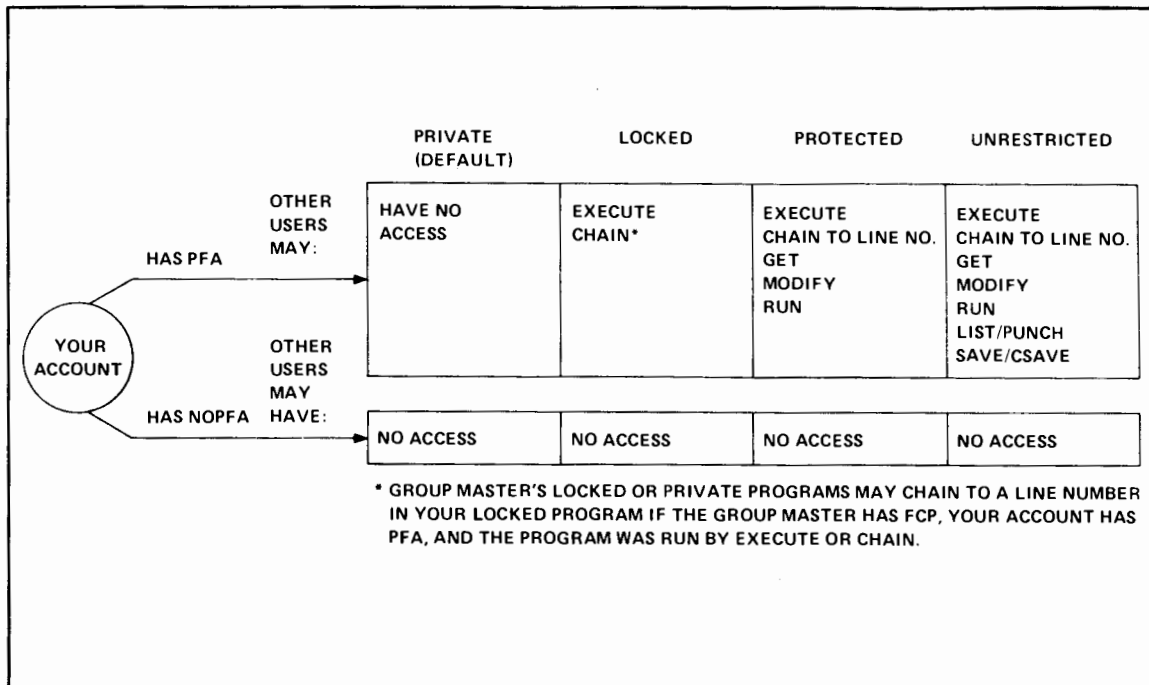 PRIVATE (DEFAULT)
LOCKED
PROTECTED
UNRESTRICTED
YOUR
ACCOUNT
HAS PFA
OTHER
USERS
MAY:
HAVE NO
ACCESS
EXECUTE
CHAIN*
EXECUTE
CHAIN TO LINE NO.
GET
MODIFY
RUN
EXECUTE
CHAIN TO LINE NO.
GET
MODIFY
RUN
LIST/PUNCH
SAVE/CSAVE
HAS NOPFA
OTHER
USERS
MAY
HAVE:
NO ACCESS
NO ACCESS
NO ACCESS
NO ACCESS
* GROUP MASTER'S LOCKED OR PRIVATE PROGRAMS MAY CHAIN TO A LINE NUMBER
IN YOUR LOCKED PROGRAM IF THE GROUP MASTER HAS FCP, YOUR ACCOUNT HAS
PFA, AND THE PROGRAM WAS RUN BY EXECUTE OR CHAIN.